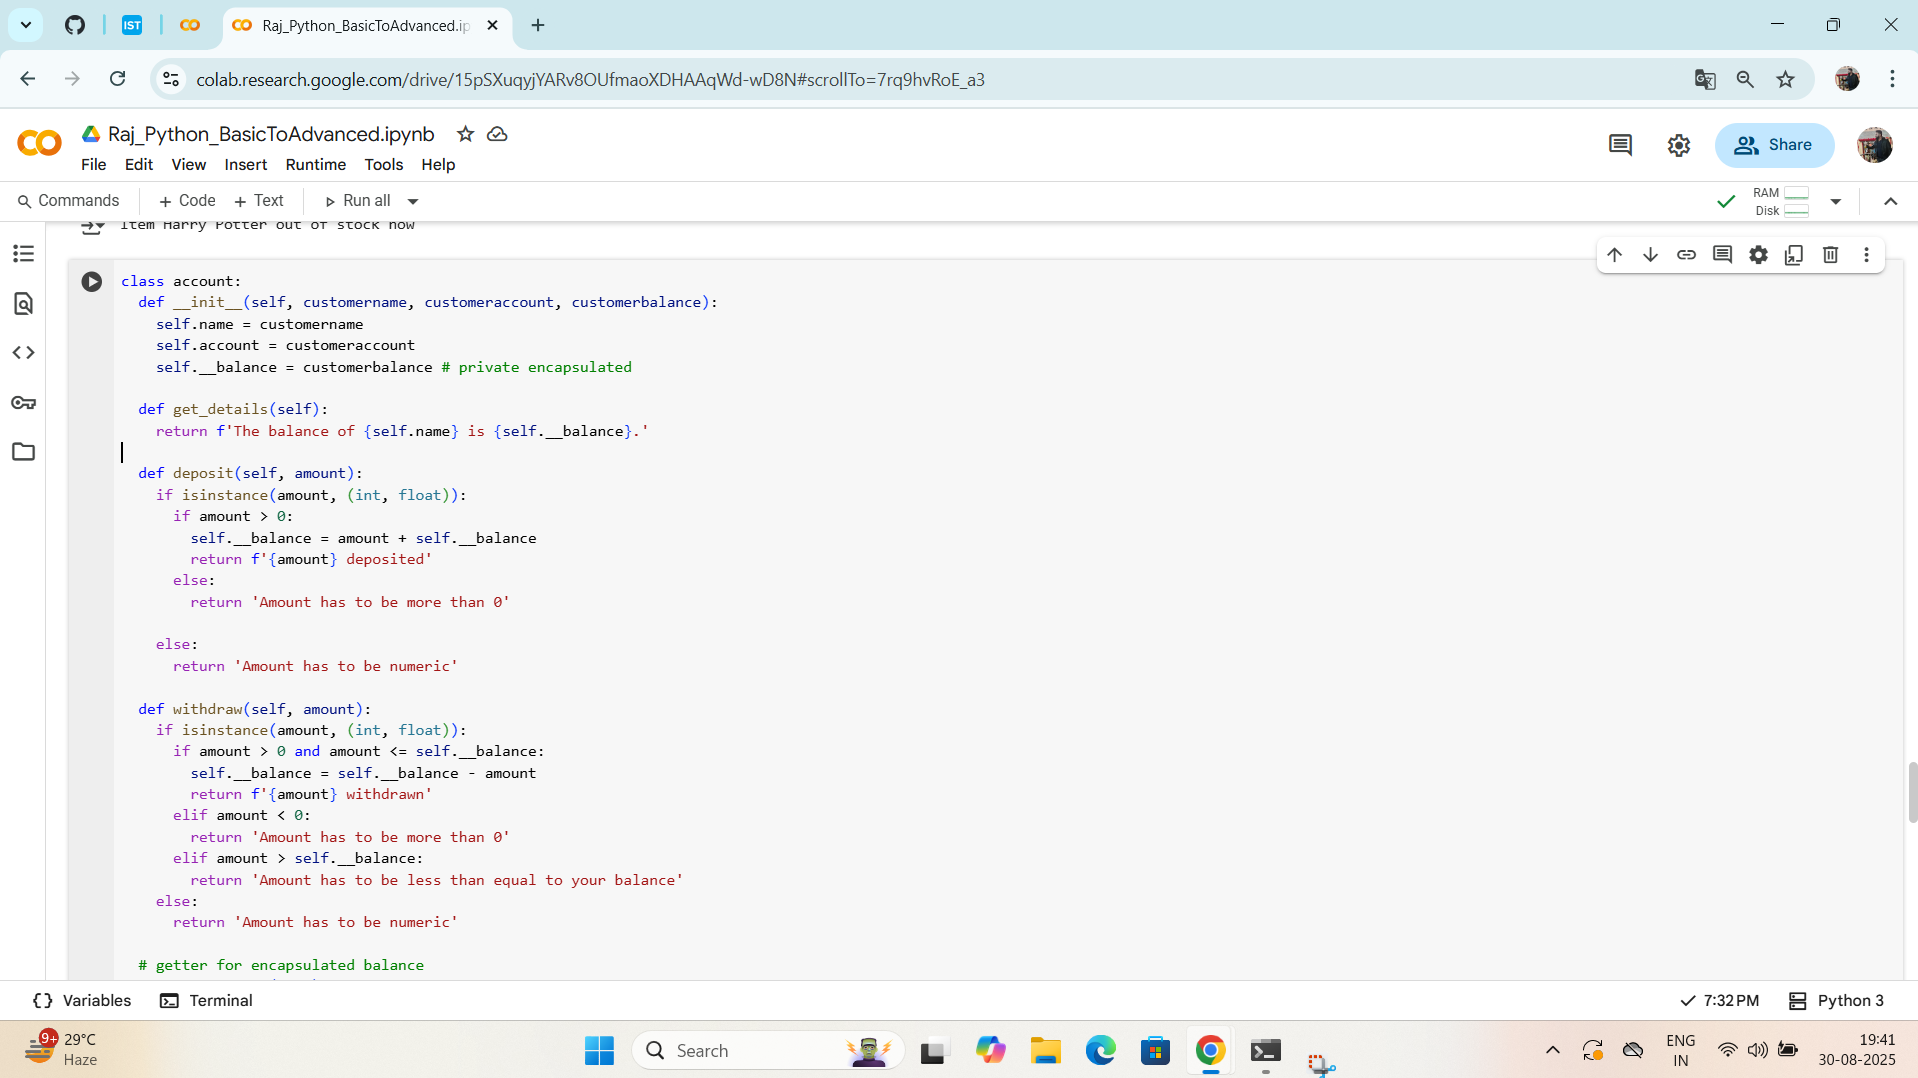 IST
Raj_Python_BasicToAdvanced.ip
colab.research.google.com/drive/15pSXuqyjYARv8OUfmaoXDHAAqWd-wD8N#scrollTo=7rq9hvRoE_a3
Raj_Python_BasicToAdvanced.ipynb
File Edit View Insert Runtime Tools Help
Share
Commands + Code + Text Run all
RAM
Disk
Item Harry Potter out of stock now
class account:
def __init__(self, customername, customeraccount, customerbalance):
self.name = customername
self.account = customeraccount
self.__balance = customerbalance # private encapsulated
def get_details(self):
return f'The balance of {self.name} is {self.__balance}.'
def deposit(self, amount):
if isinstance(amount, (int, float)):
if amount > 0:
self.__balance = amount + self.__balance
return f'{amount} deposited'
else:
return 'Amount has to be more than 0'
else:
return 'Amount has to be numeric'
def withdraw(self, amount):
if isinstance(amount, (int, float)):
if amount > 0 and amount <= self.__balance:
self.__balance = self.__balance - amount
return f'{amount} withdrawn'
elif amount < 0:
return 'Amount has to be more than 0'
elif amount > self.__balance:
return 'Amount has to be less than equal to your balance'
else:
return 'Amount has to be numeric'
# getter for encapsulated balance
Variables Terminal
7:32 PM Python 3
9+
29°C
Haze
Search
ENG
IN
19:41
30-08-2025